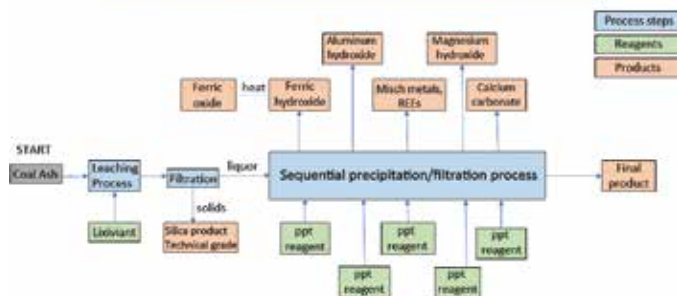 Process steps
Reagents
Products
Aluminum
hydroxide
Magnesium
hydroxide
Ferric
oxide
heat
Ferric
hydroxide
Misch metals,
REEs
Calcium
carbonate
START
Coal Ash
Leaching
Process
Filtration
liquor
Sequential precipitation/filtration process
Final
product
solids
Lixiviant
Silica product
Technical grade
ppt
reagent
ppt
reagent
ppt
reagent
ppt
reagent
ppt
reagent